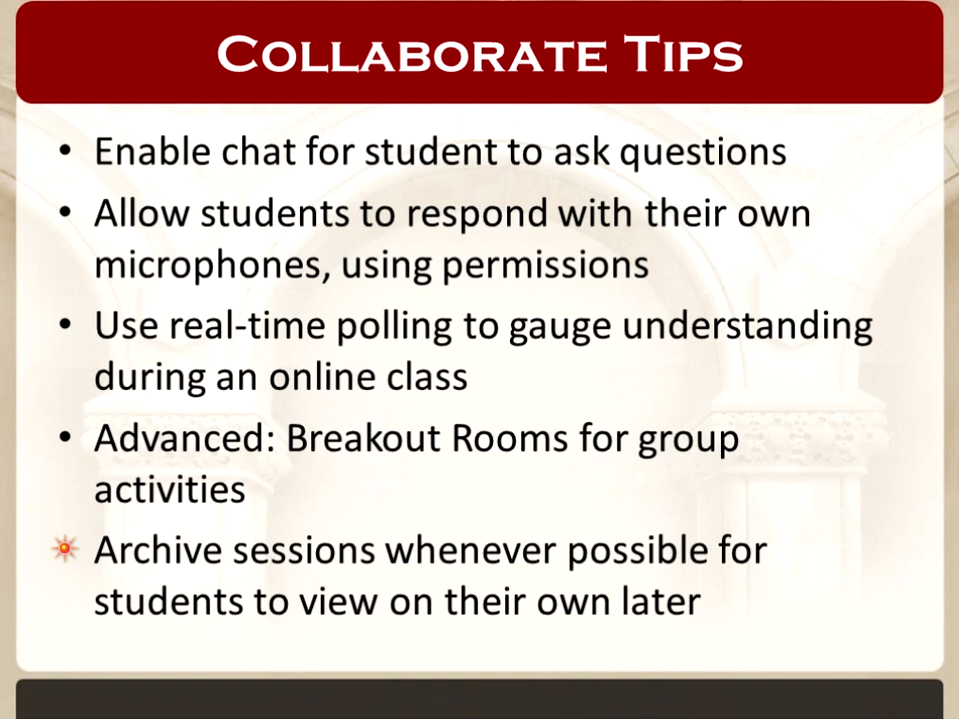 Collaborate Tips
• Enable chat for student to ask questions
• Allow students to respond with their own
microphones, using permissions
• Use real-time polling to gauge understanding
during an online class
• Advanced: Breakout Rooms for group
activities
Archive sessions whenever possible for
students to view on their own later